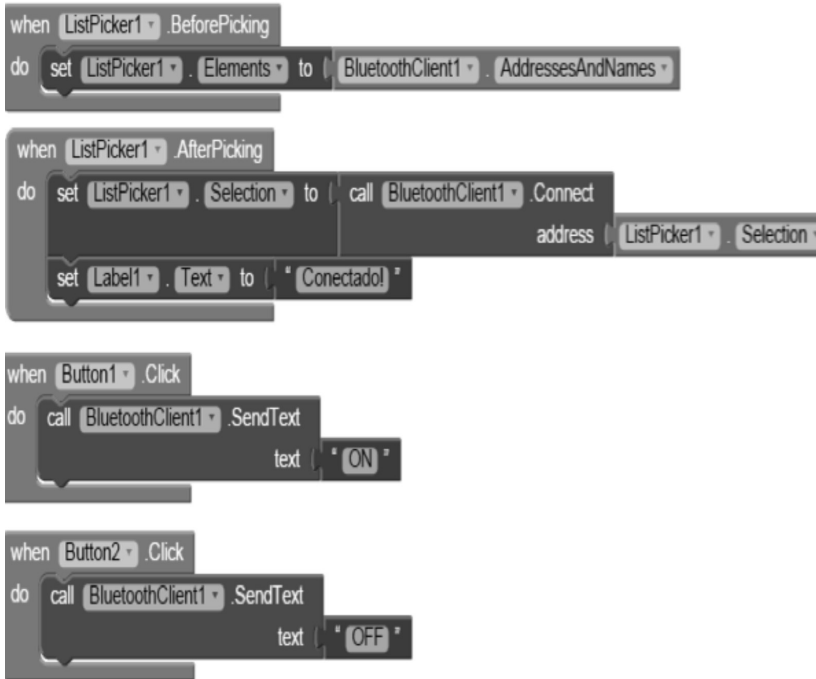 when ListPicker1 .BeforePicking
do set ListPicker1 . Elements to BluetoothClient1 . AddressesAndNames
when ListPicker1 .AfterPicking
do set ListPicker1 . Selection to call BluetoothClient1 .Connect
address ListPicker1 . Selection
set Label1 . Text to " Conectado! "
when Button1 .Click
do call BluetoothClient1 .SendText
text " ON "
when Button2 .Click
do call BluetoothClient1 .SendText
text " OFF "